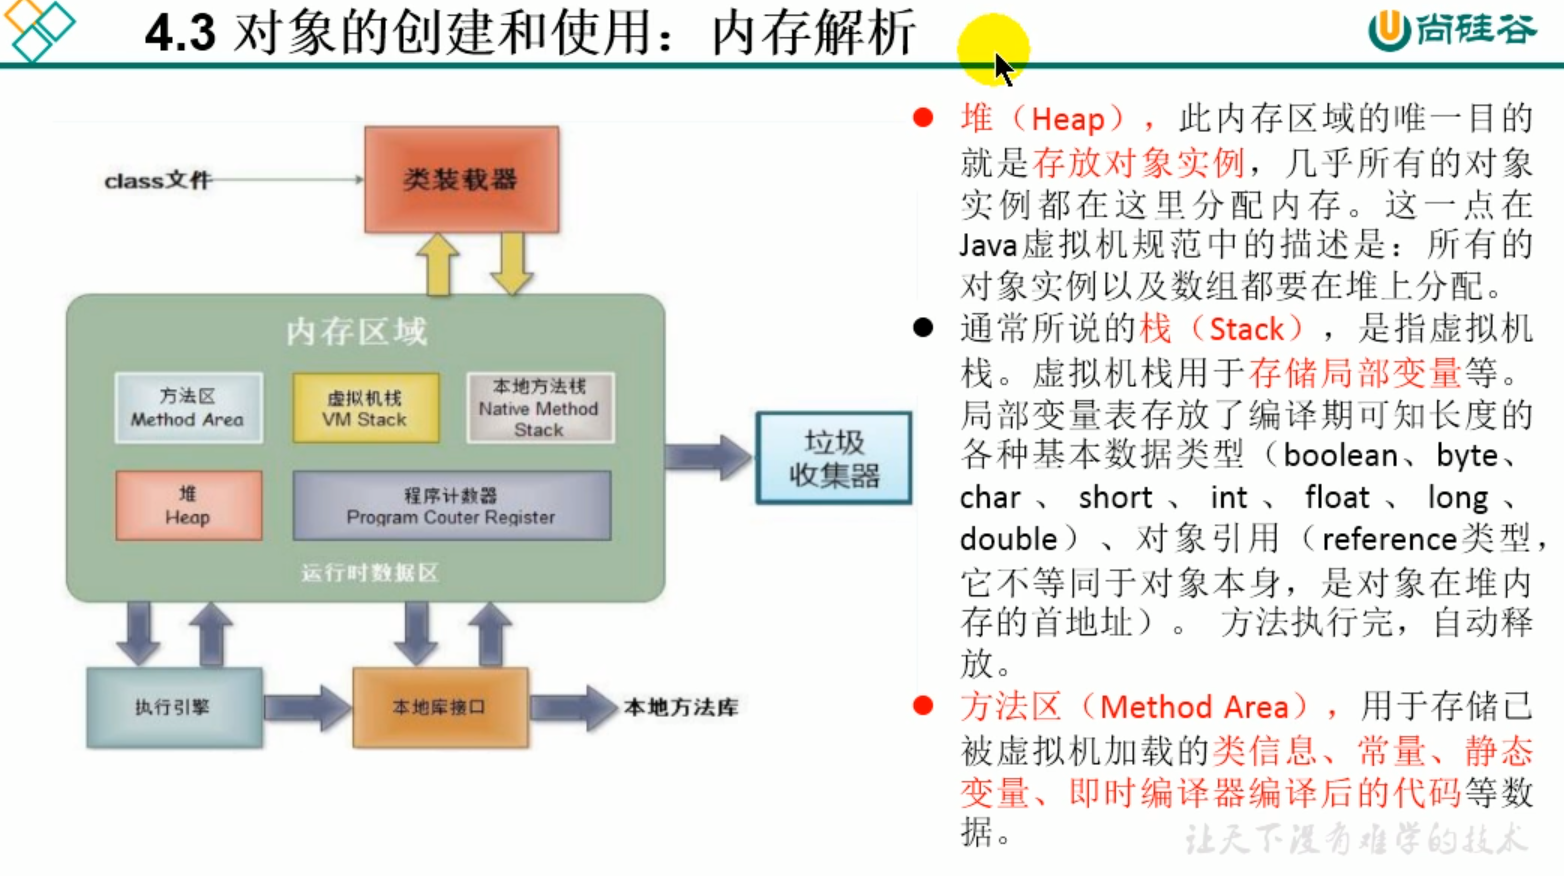 4.3 对象的创建和使用：内存解析
尚硅谷
class文件
类装载器
内存区域
方法区
Method Area
虚拟机栈
VM Stack
本地方法栈
Native Method
Stack
堆
Heap
程序计数器
Program Couter Register
运行时数据区
垃圾
收集器
执行引擎
本地库接口
本地方法库
堆（Heap），此内存区域的唯一目的
就是存放对象实例，几乎所有的对象
实例都在这里分配内存。这一点在
Java虚拟机规范中的描述是：所有的
对象实例以及数组都要在堆上分配。
通常所说的栈（Stack），是指虚拟机
栈。虚拟机栈用于存储局部变量等。
局部变量表存放了编译期可知长度的
各种基本数据类型（boolean、byte、
char 、 short 、 int 、 float 、 long 、
double）、对象引用（reference类型，
它不等同于对象本身，是对象在堆内
存的首地址）。 方法执行完，自动释
放。
方法区（Method Area），用于存储已
被虚拟机加载的类信息、常量、静态
变量、即时编译器编译后的代码等数
据。
让天下没有难学的技术